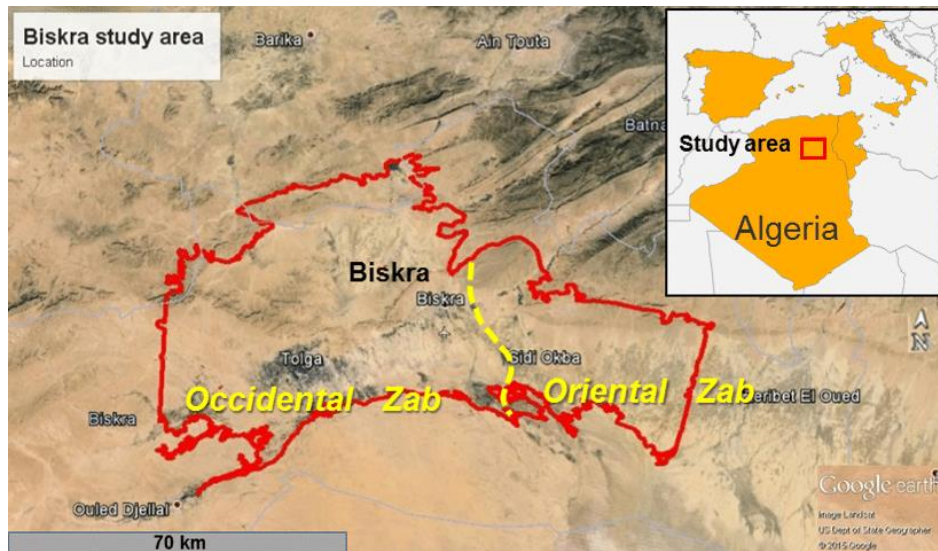 Biskra study area
Location
Barika
Ain Touta
Batna
Study area
Algeria
Biskra
Biskra
N
Tolga
Sidi Okba
Occidental Zab
Oriental Zab
Biskra
eribet El Oued
Ouled Djellal
70 km
Google earth
Image Landsat
US Dept of State Geographer
© 2015 Google